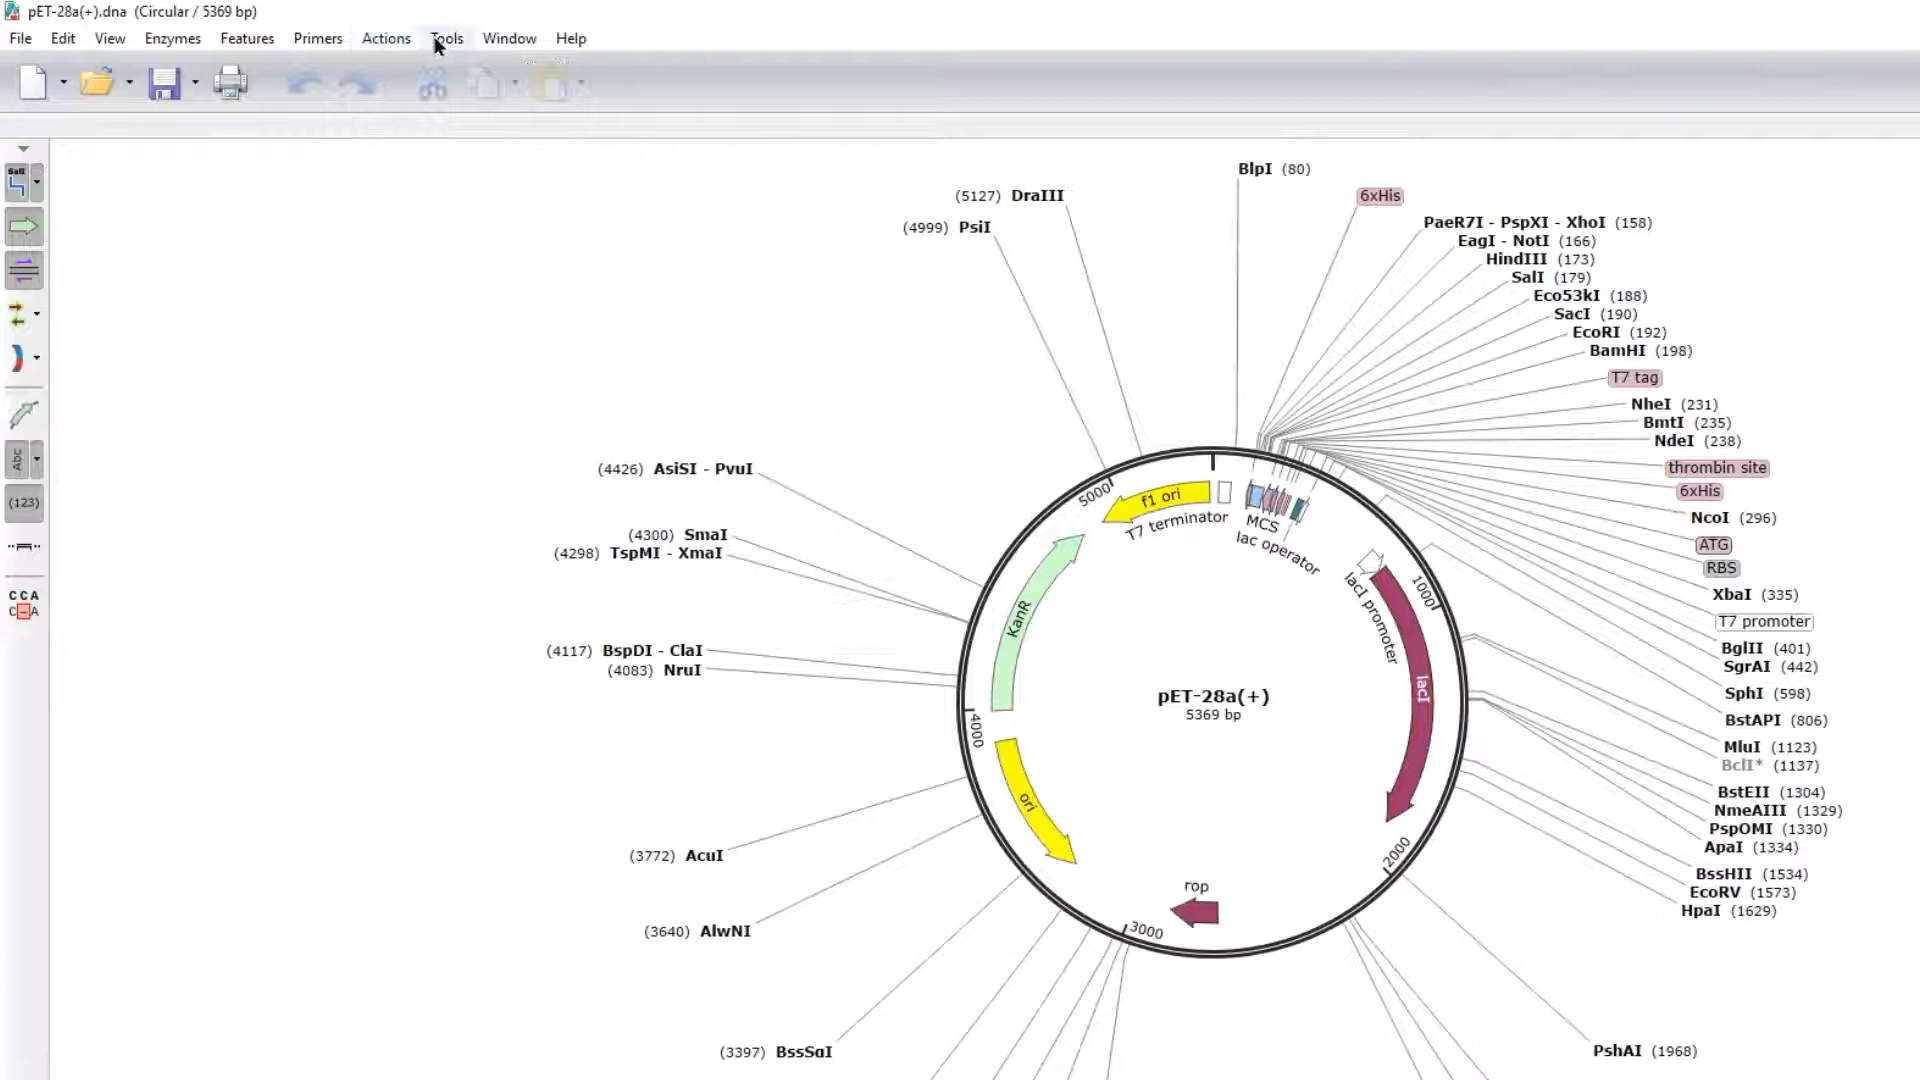 pET-28a(+).dna (Circular / 5369 bp)
File Edit View Enzymes Features Primers Actions Tools Window Help
SalI
Abc
(123)
C C A
C – A
BlpI (80)
(5127) DraIII
(4999) PsiI
6xHis
PaeR7I - PspXI - XhoI (158)
EagI - NotI (166)
HindIII (173)
SalI (179)
Eco53kI (188)
SacI (190)
EcoRI (192)
BamHI (198)
T7 tag
NheI (231)
BmtI (235)
NdeI (238)
thrombin site
6xHis
NcoI (296)
ATG
RBS
XbaI (335)
T7 promoter
BglII (401)
SgrAI (442)
SphI (598)
BstAPI (806)
MluI (1123)
BclI* (1137)
BstEII (1304)
NmeAIII (1329)
PspOMI (1330)
ApaI (1334)
BssHII (1534)
EcoRV (1573)
HpaI (1629)
PshAI (1968)
(4426) AsiSI - PvuI
(4300) SmaI
(4298) TspMI - XmaI
(4117) BspDI - ClaI
(4083) NruI
(3772) AcuI
(3640) AlwNI
(3397) BssSαI
5000
f1 ori
T7 terminator
MCS
lac operator
lacI promoter
1000
KanR
lacI
pET-28a(+)
5369 bp
4000
ori
2000
rop
3000